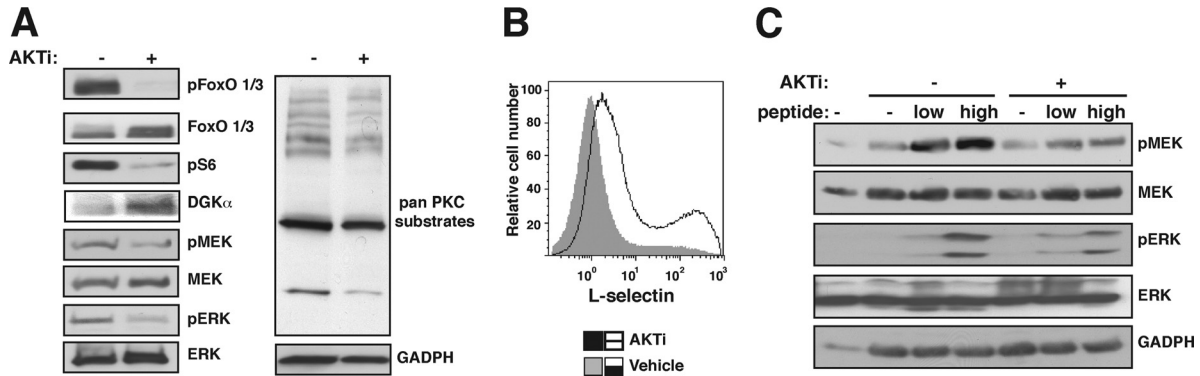 A
AKTi: - +
pFoxO 1/3
FoxO 1/3
pS6
DGKα
pMEK
MEK
pERK
ERK
- +
pan PKC
substrates
GADPH
B
Relative cell number
100
80
60
40
20
10⁰ 10¹ 10² 10³
L-selectin
AKTi
Vehicle
C
AKTi: - +
peptide: - - low high - low high
pMEK
MEK
pERK
ERK
GADPH